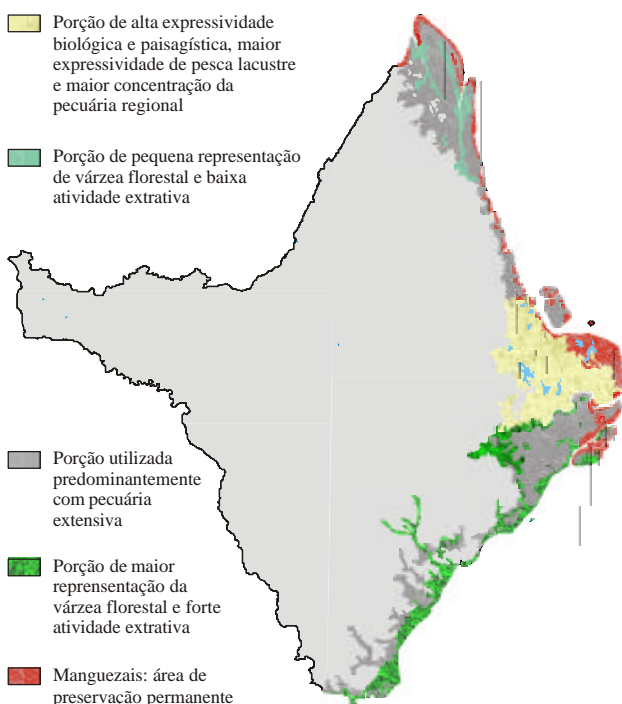 Porção de alta expressividade
biológica e paisagística, maior
expressividade de pesca lacustre
e maior concentração da
pecuária regional
Porção de pequena representação
de várzea florestal e baixa
atividade extrativa
Porção utilizada
predominantemente
com pecuária
extensiva
Porção de maior
reprensentação da
várzea florestal e forte
atividade extrativa
Manguezais: área de
preservação permanente